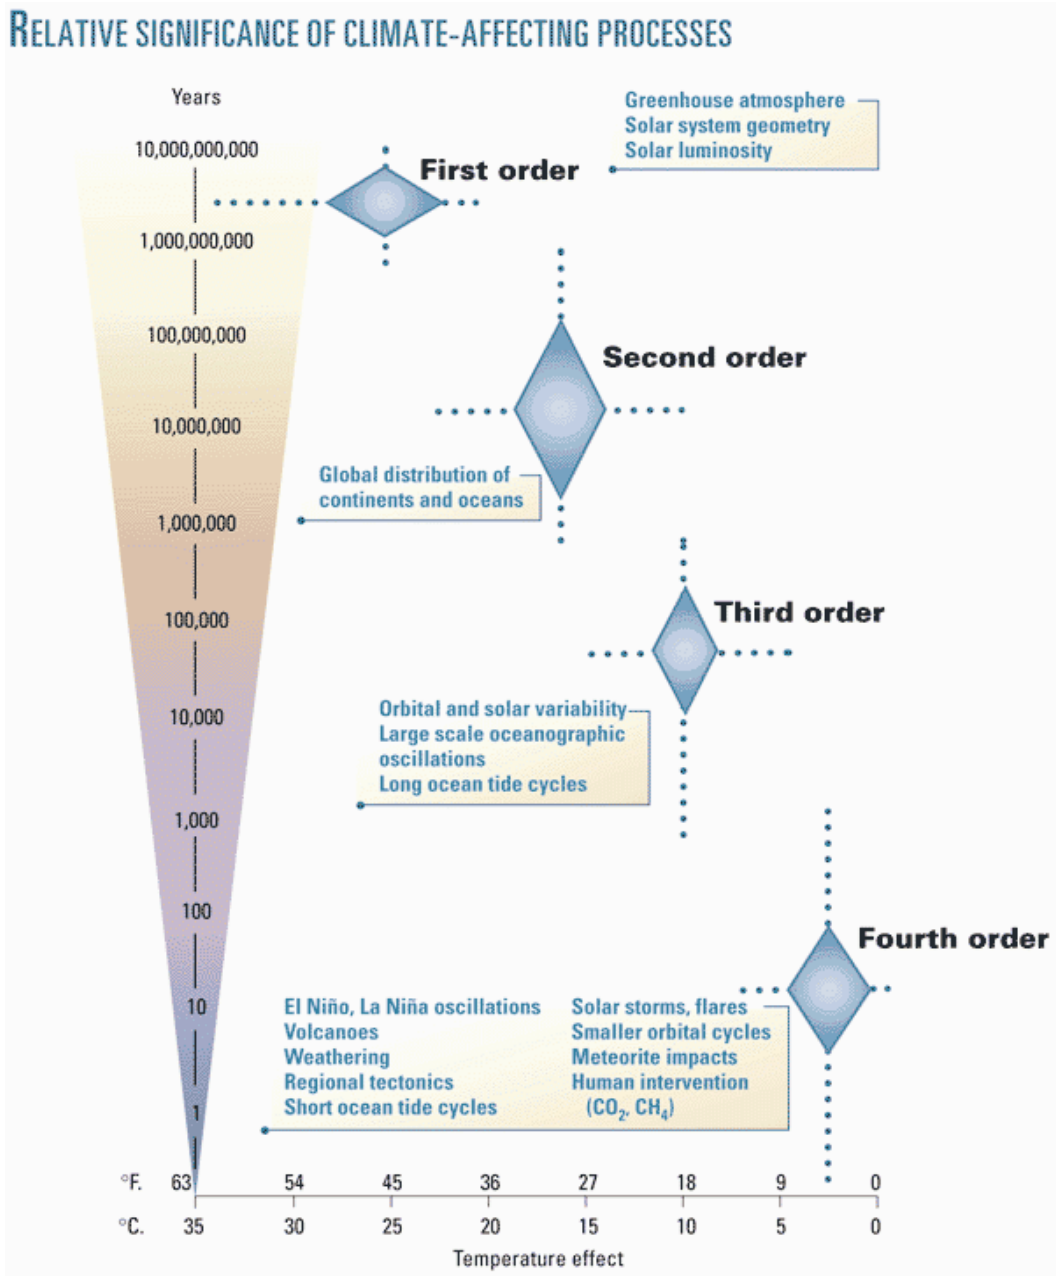 RELATIVE SIGNIFICANCE OF CLIMATE-AFFECTING PROCESSES
Years
10,000,000,000
1,000,000,000
100,000,000
10,000,000
1,000,000
100,000
10,000
1,000
100
10
1
Greenhouse atmosphere
Solar system geometry
Solar luminosity
First order
Second order
Global distribution of
continents and oceans
Third order
Orbital and solar variability
Large scale oceanographic
oscillations
Long ocean tide cycles
Fourth order
El Niño, La Niña oscillations
Volcanoes
Weathering
Regional tectonics
Short ocean tide cycles
Solar storms, flares
Smaller orbital cycles
Meteorite impacts
Human intervention
(CO₂, CH₄)
°F. 63 54 45 36 27 18 9 0
°C. 35 30 25 20 15 10 5 0
Temperature effect